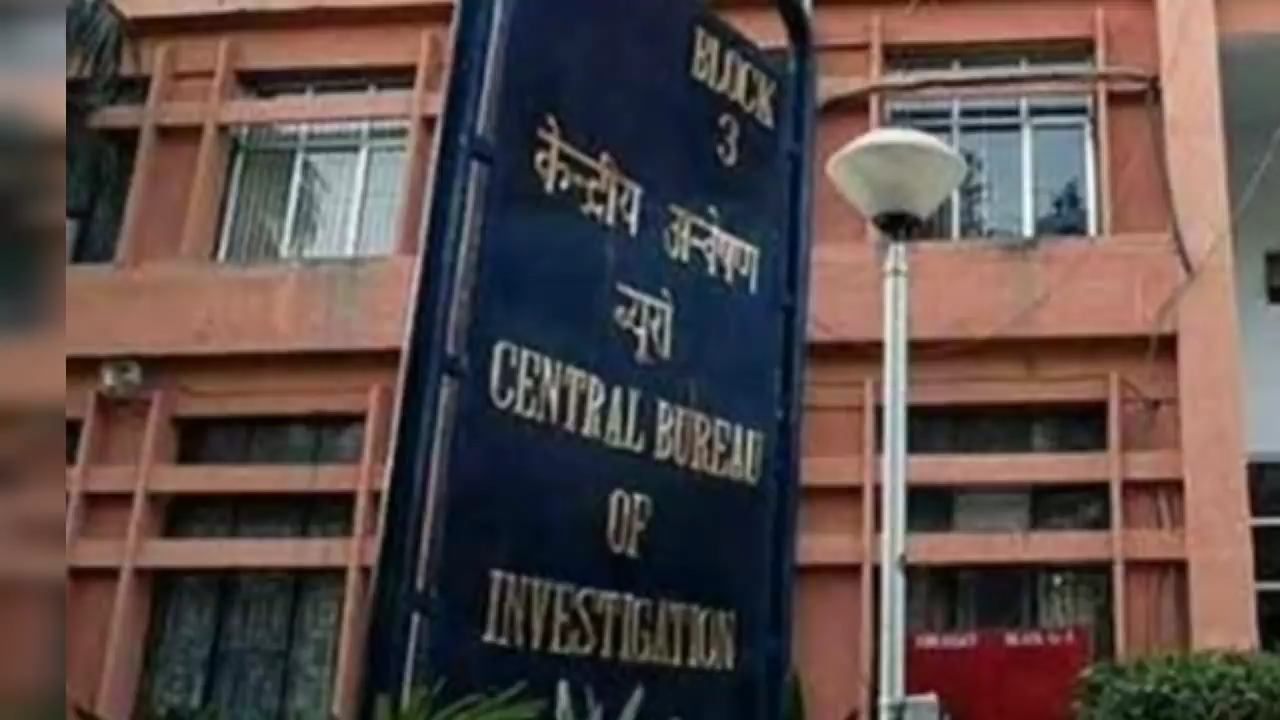 BLOCK
3
केन्द्रीय अन्वेषण
ब्यूरो
CENTRAL BUREAU
OF
INVESTIGATION